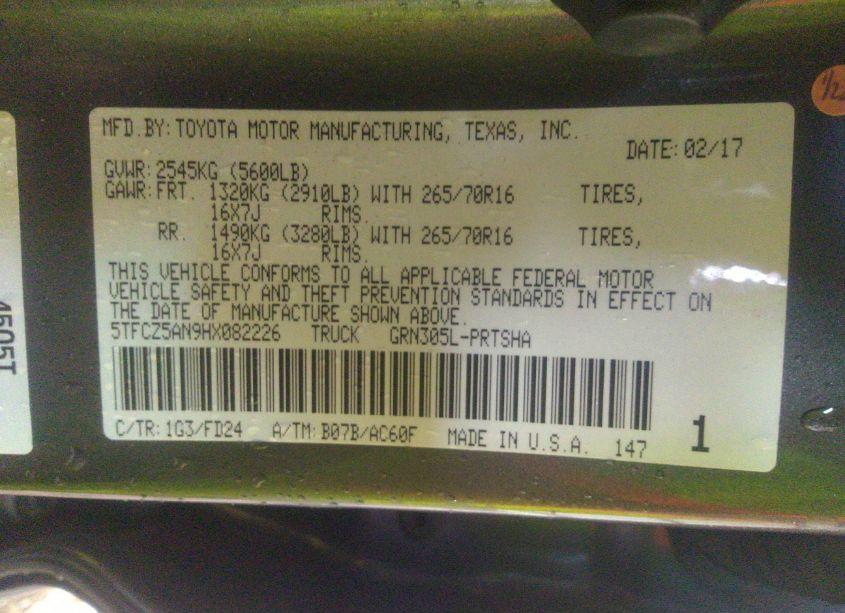 MFD.BY:TOYOTA MOTOR MANUFACTURING, TEXAS, INC.
DATE:02/17
GVWR:2545KG (5600LB)
GAWR:FRT. 1320KG (2910LB) WITH 265/70R16 TIRES,
16X7J RIMS.
RR. 1490KG (3280LB) WITH 265/70R16 TIRES,
16X7J RIMS.
THIS VEHICLE CONFORMS TO ALL APPLICABLE FEDERAL MOTOR
VEHICLE SAFETY AND THEFT PREVENTION STANDARDS IN EFFECT ON
THE DATE OF MANUFACTURE SHOWN ABOVE.
5TFCZ5AN9HX082226 TRUCK GRN305L-PRTSHA
C/TR:1G3/FD24 A/TM:B07B/AC60F MADE IN U.S.A. 147 1